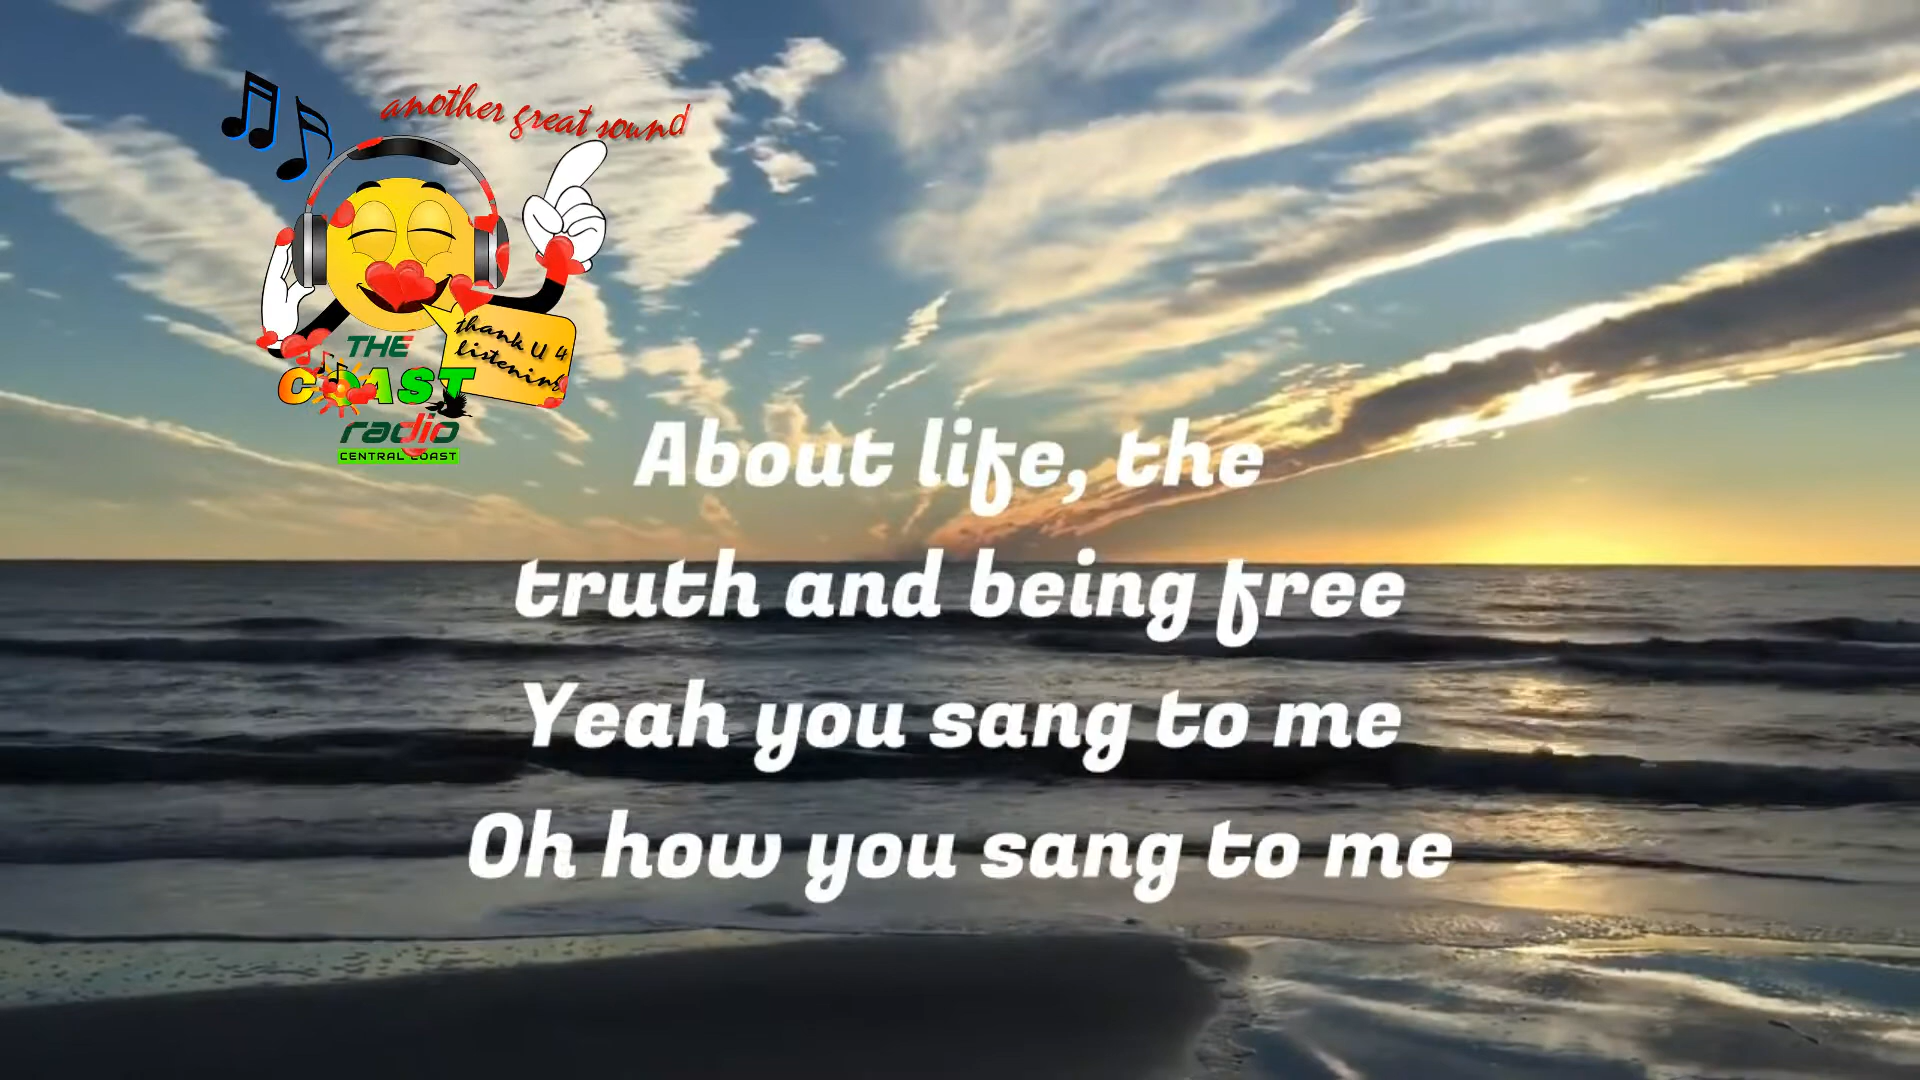 another great sound
thank U 4
listening
THE
COAST
radio
CENTRAL COAST
About life, the
truth and being free
Yeah you sang to me
Oh how you sang to me